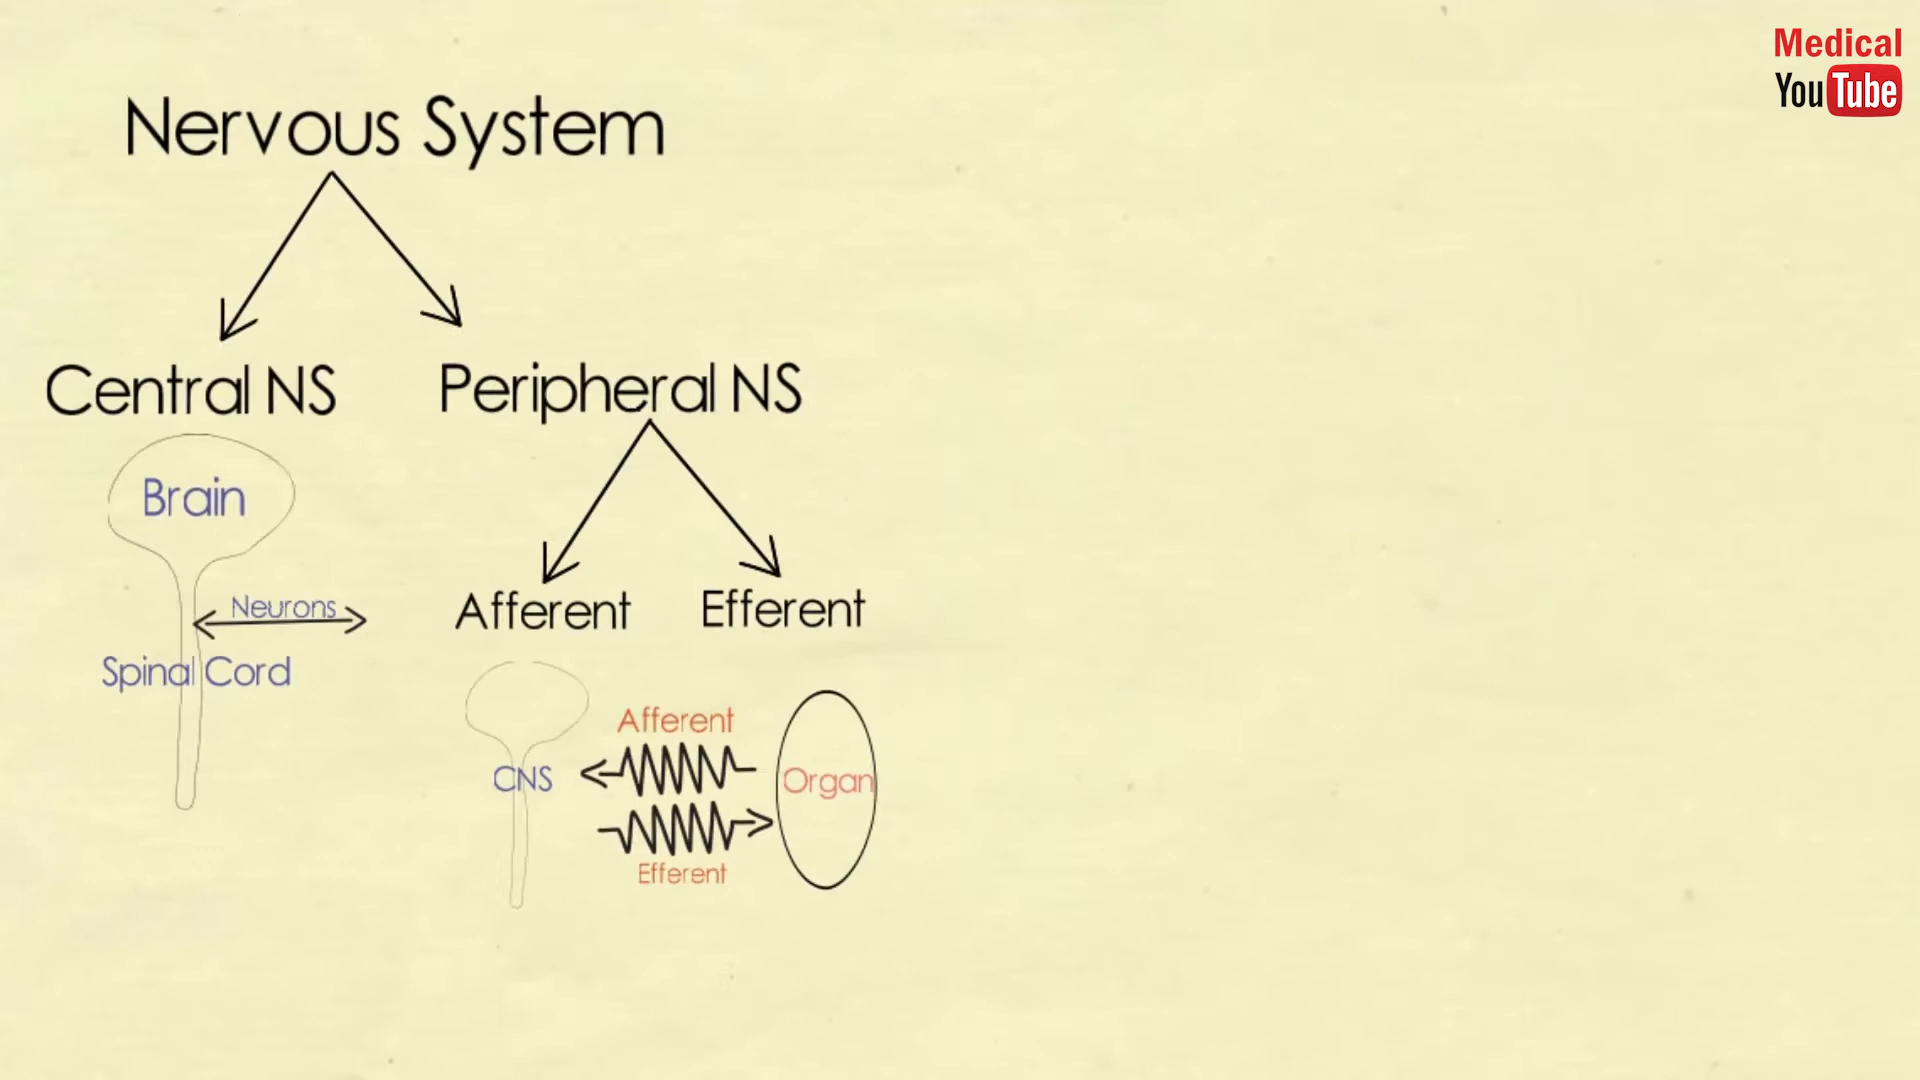 Medical
YouTube
Nervous System
Central NS
Peripheral NS
Brain
Neurons
Spinal Cord
Afferent
Efferent
Afferent
CNS
Organ
Efferent